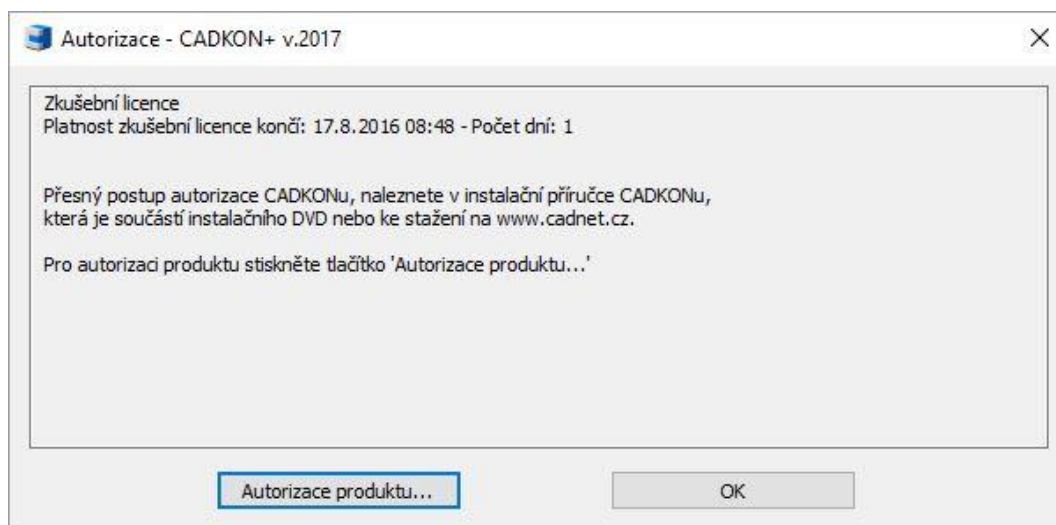 Autorizace - CADKON+ v.2017
Zkušební licence
Platnost zkušební licence končí: 17.8.2016 08:48 - Počet dní: 1
Přesný postup autorizace CADKONu, naleznete v instalační příručce CADKONu,
která je součástí instalačního DVD nebo ke stažení na www.cadnet.cz.
Pro autorizaci produktu stiskněte tlačítko 'Autorizace produktu...'
Autorizace produktu...
OK